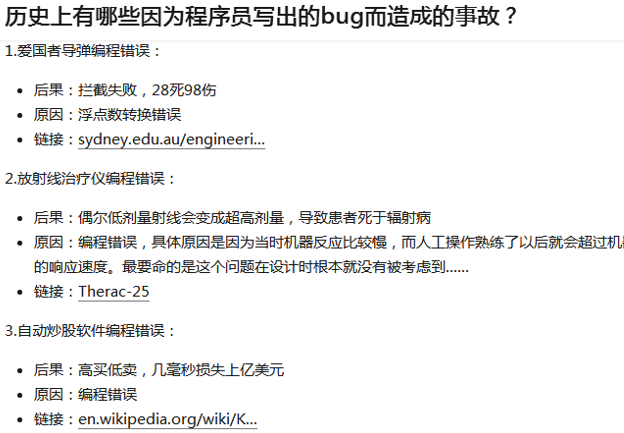 历史上有哪些因为程序员写出的bug而造成的事故？
1.爱国者导弹编程错误：
后果：拦截失败，28死98伤
原因：浮点数转换错误
链接：sydney.edu.au/engineeri...
2.放射线治疗仪编程错误：
后果：偶尔低剂量射线会变成超高剂量，导致患者死于辐射病
原因：编程错误，具体原因是因为当时机器反应比较慢，而人工操作熟练了以后就会超过机
的响应速度。最要命的是这个问题在设计时根本就没有被考虑到......
链接：Therac-25
3.自动炒股软件编程错误：
后果：高买低卖，几毫秒损失上亿美元
原因：编程错误
链接：en.wikipedia.org/wiki/K...